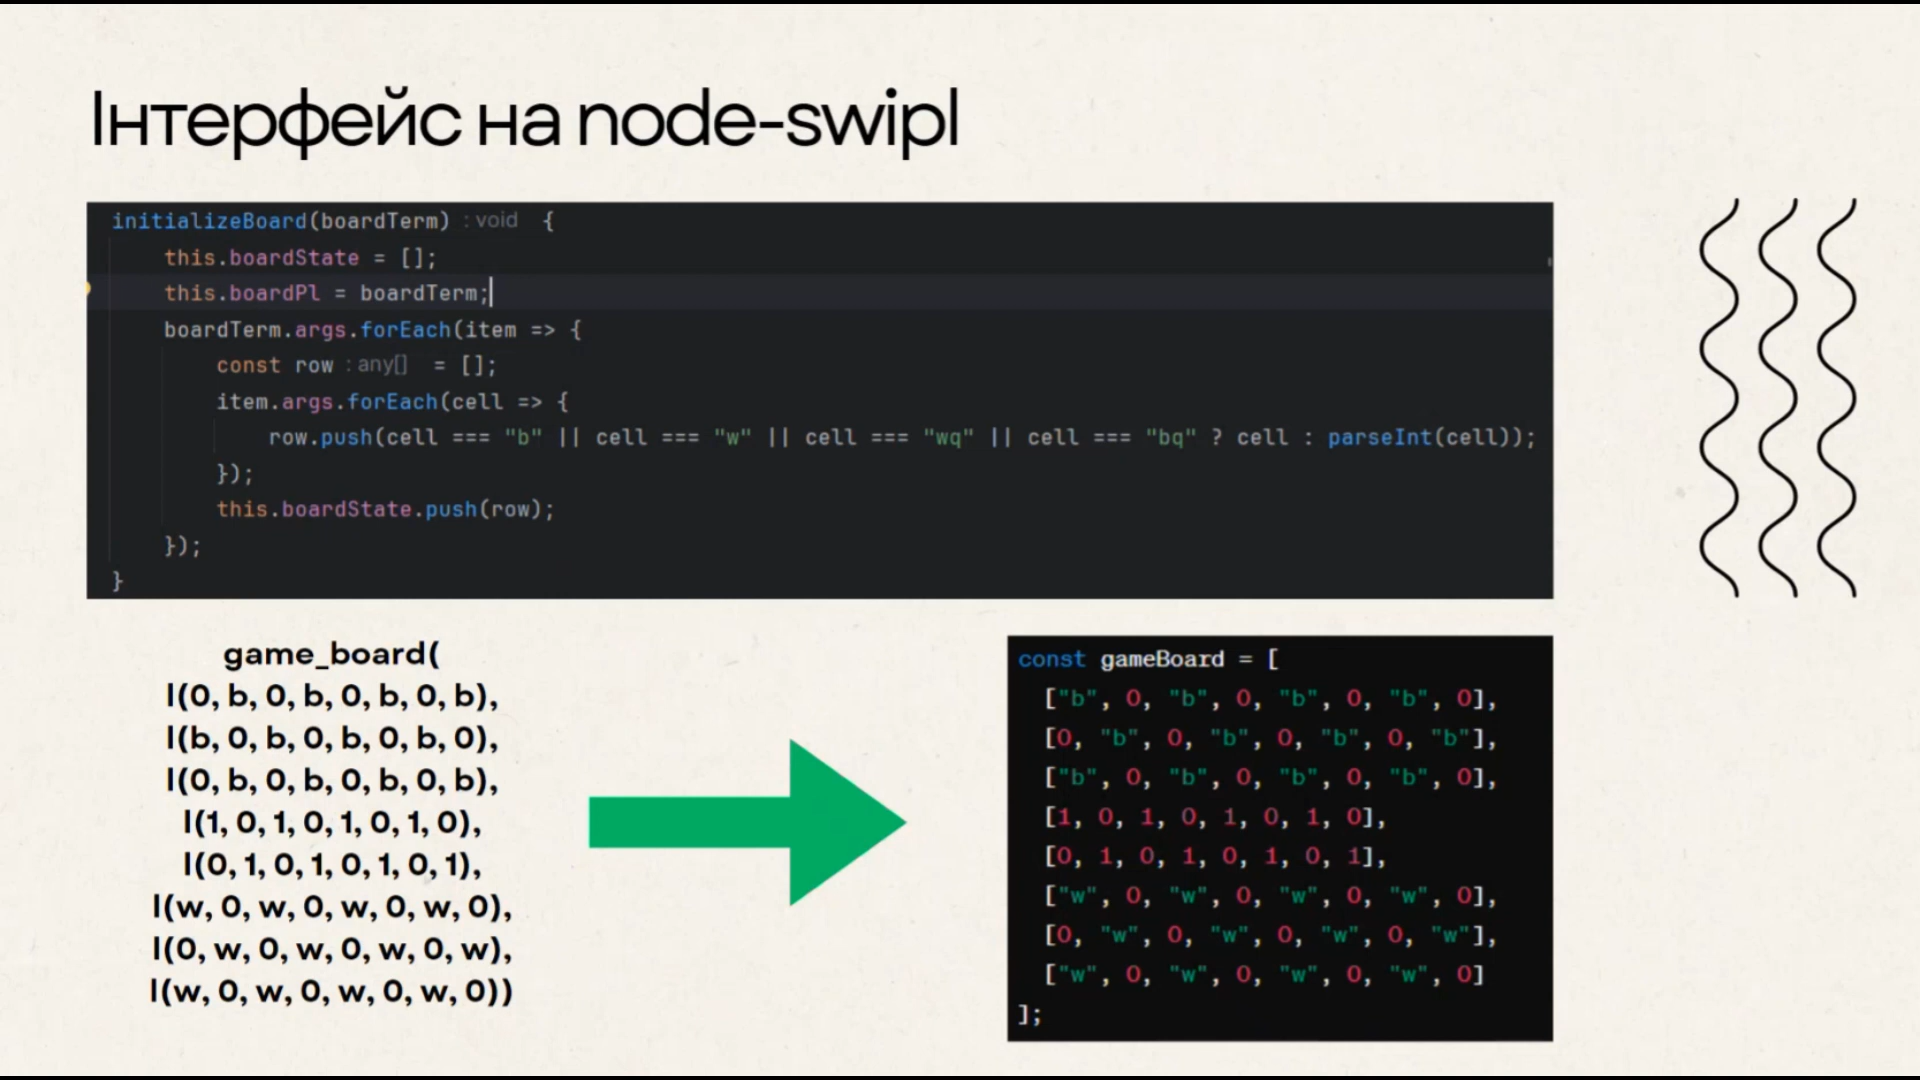 Інтерфейс на node-swipl
initializeBoard(boardTerm) : void {
this.boardState = [];
this.boardPl = boardTerm;
boardTerm.args.forEach(item => {
const row : any[] = [];
item.args.forEach(cell => {
row.push(cell === "b" || cell === "w" || cell === "wq" || cell === "bq" ? cell : parseInt(cell));
});
this.boardState.push(row);
});
}
game_board(
l(0, b, 0, b, 0, b, 0, b),
l(b, 0, b, 0, b, 0, b, 0),
l(0, b, 0, b, 0, b, 0, b),
l(1, 0, 1, 0, 1, 0, 1, 0),
l(0, 1, 0, 1, 0, 1, 0, 1),
l(w, 0, w, 0, w, 0, w, 0),
l(0, w, 0, w, 0, w, 0, w),
l(w, 0, w, 0, w, 0, w, 0))
const gameBoard = [
["b", 0, "b", 0, "b", 0, "b", 0],
[0, "b", 0, "b", 0, "b", 0, "b"],
["b", 0, "b", 0, "b", 0, "b", 0],
[1, 0, 1, 0, 1, 0, 1, 0],
[0, 1, 0, 1, 0, 1, 0, 1],
["w", 0, "w", 0, "w", 0, "w", 0],
[0, "w", 0, "w", 0, "w", 0, "w"],
["w", 0, "w", 0, "w", 0, "w", 0]
];